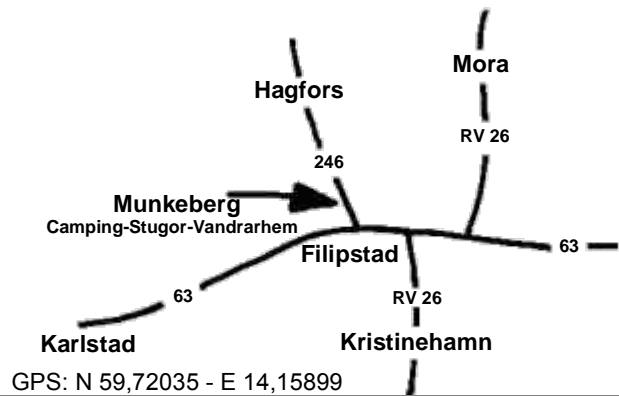 Mora
Hagfors
RV 26
246
Munkeberg
Camping-Stugor-Vandrarhem
Filipstad
63
63
RV 26
Karlstad
Kristinehamn
GPS: N 59,72035 - E 14,15899